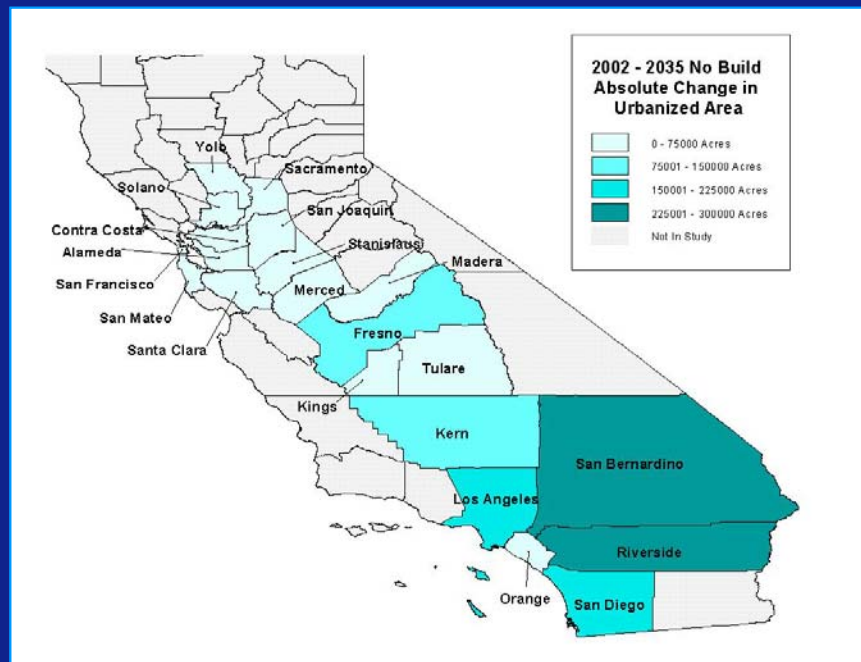 2002 - 2035 No Build
Absolute Change in
Urbanized Area
0 - 75000 Acres
75001 - 150000 Acres
150001 - 225000 Acres
225001 - 300000 Acres
Not In Study
Yolo
Sacramento
Solano
San Joaquin
Contra Costa
Stanislaus
Alameda
Madera
San Francisco
Merced
San Mateo
Fresno
Santa Clara
Tulare
Kings
Kern
San Bernardino
Los Angeles
Riverside
Orange
San Diego